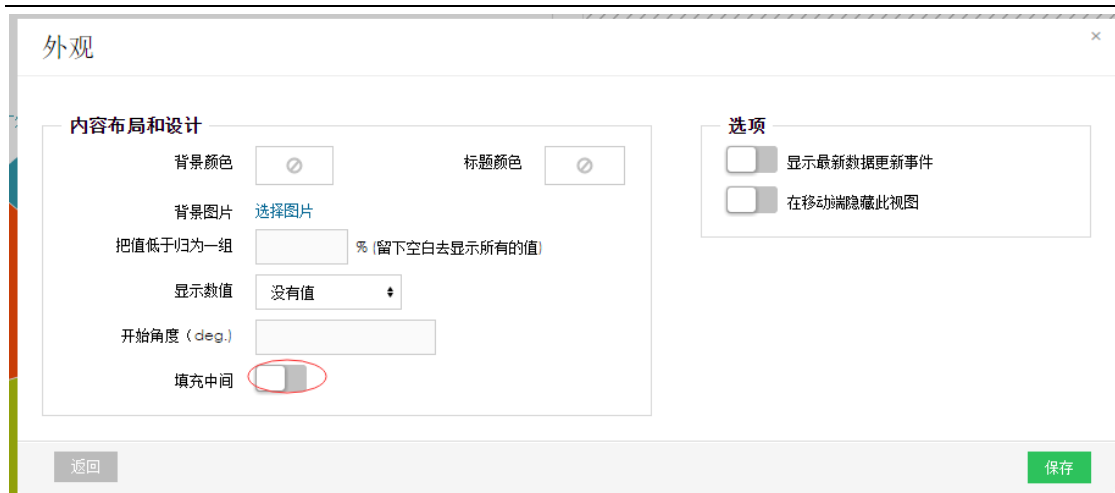 外观
×
内容布局和设计
背景颜色
标题颜色
背景图片 选择图片
把值低于归为一组 % (留下空白去显示所有的值)
显示数值 没有值
开始角度（deg.)
填充中间
选项
显示最新数据更新事件
在移动端隐藏此视图
返回
保存